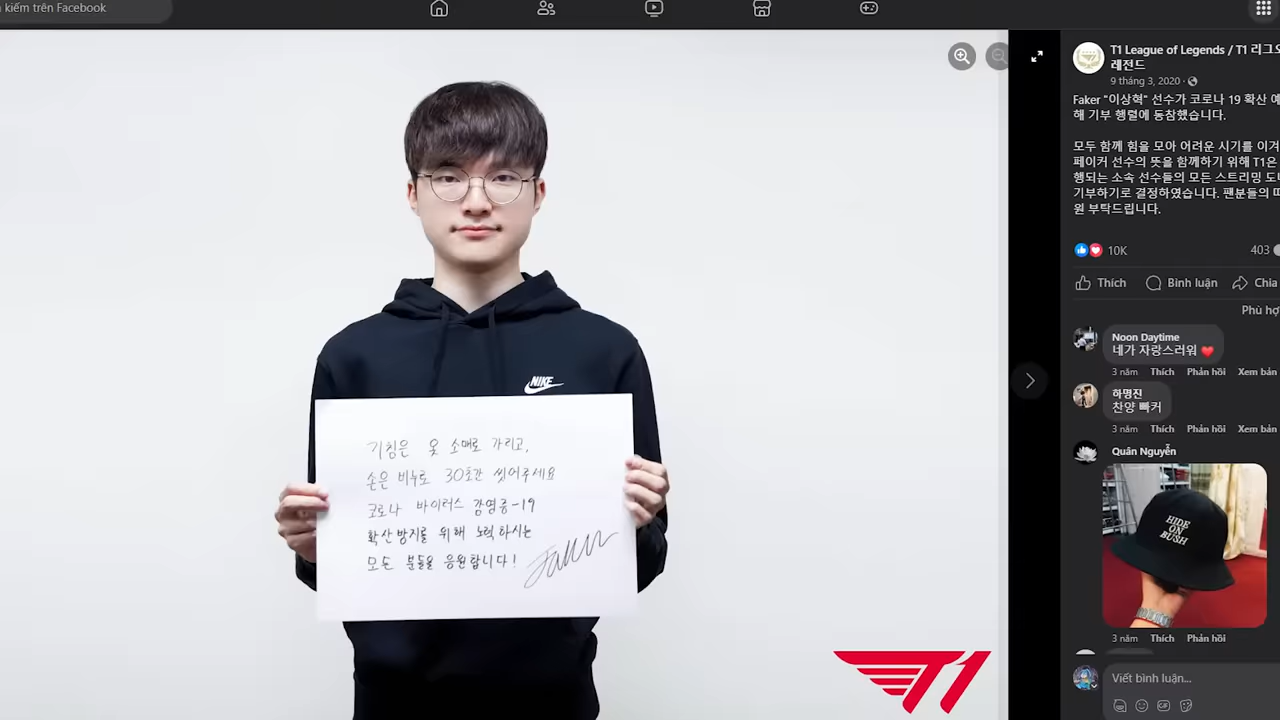 kiếm trên Facebook
NIKE
기침은 옷 소매로 가리고,
손은 비누로 30초간 씻어주세요
코로나 바이러스 감염증-19
확산방지를 위해 노력하시는
모든 분들을 응원합니다!
Faker
T1
T1 League of Legends / T1 리그오
레전드
9 tháng 3, 2020
Faker "이상혁" 선수가 코로나 19 확산 예
해 기부 행렬에 동참했습니다.
모두 함께 힘을 모아 어려운 시기를 이겨
페이커 선수의 뜻을 함께하기 위해 T1은
행되는 소속 선수들의 모든 스트리밍 도네
기부하기로 결정하였습니다. 팬분들의 따
원 부탁드립니다.
10K 403
Thích Bình luận Chia
Phù hợ
Noon Daytime
네가 자랑스러워
3 năm Thích Phản hồi Xem bản
하명진
찬양 빠커
3 năm Thích Phản hồi Xem bản
Quân Nguyễn
HIDE
ON
BUSH
3 năm Thích Phản hồi
Viết bình luận...